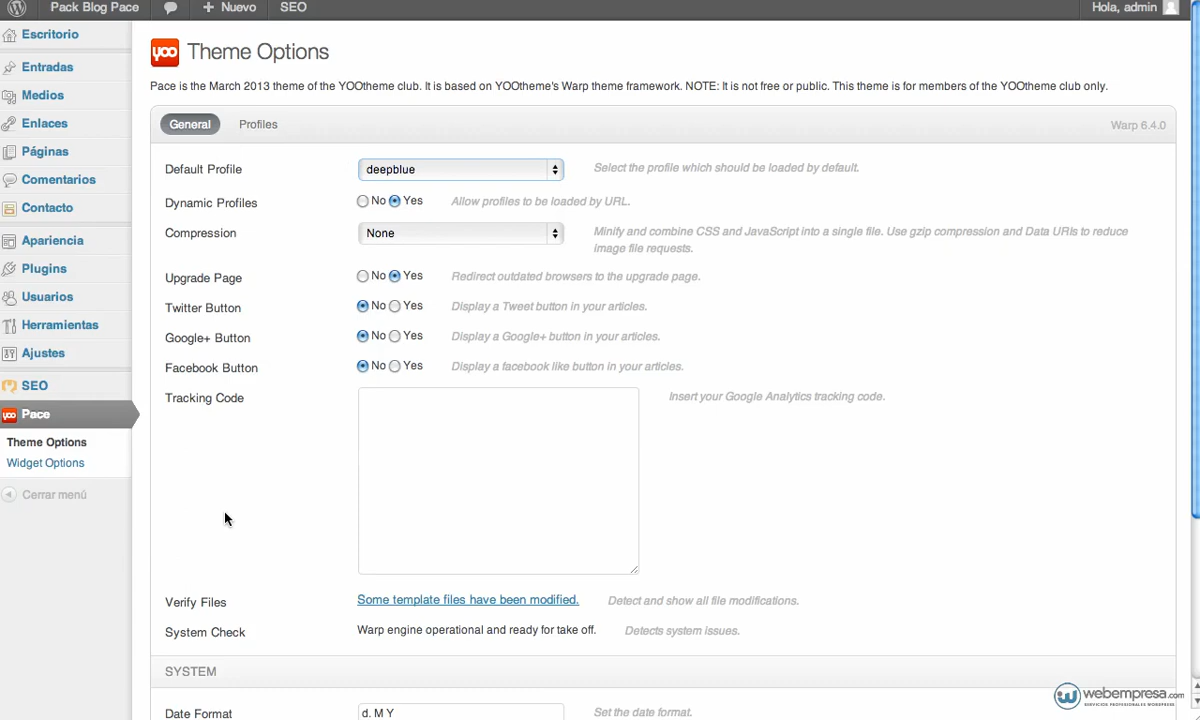 Pack Blog Pace
Nuevo
SEO
Hola, admin
Escritorio
Entradas
Medios
Enlaces
Páginas
Comentarios
Contacto
Apariencia
Plugins
Usuarios
Herramientas
Ajustes
SEO
yoo Pace
Theme Options
Widget Options
Cerrar menú
yoo Theme Options
Pace is the March 2013 theme of the YOOtheme club. It is based on YOOtheme's Warp theme framework. NOTE: It is not free or public. This theme is for members of the YOOtheme club only.
General
Profiles
Warp 6.4.0
Default Profile
deepblue
Select the profile which should be loaded by default.
Dynamic Profiles
No Yes
Allow profiles to be loaded by URL.
Compression
None
Minify and combine CSS and JavaScript into a single file. Use gzip compression and Data URIs to reduce
image file requests.
Upgrade Page
No Yes
Redirect outdated browsers to the upgrade page.
Twitter Button
No Yes
Display a Tweet button in your articles.
Google+ Button
No Yes
Display a Google+ button in your articles.
Facebook Button
No Yes
Display a facebook like button in your articles.
Tracking Code
Insert your Google Analytics tracking code.
Verify Files
Some template files have been modified.
Detect and show all file modifications.
System Check
Warp engine operational and ready for take off.
Detects system issues.
SYSTEM
Date Format
d. M Y
Set the date format.
webempresa.com
SERVICIOS PROFESIONALES WORDPRESS